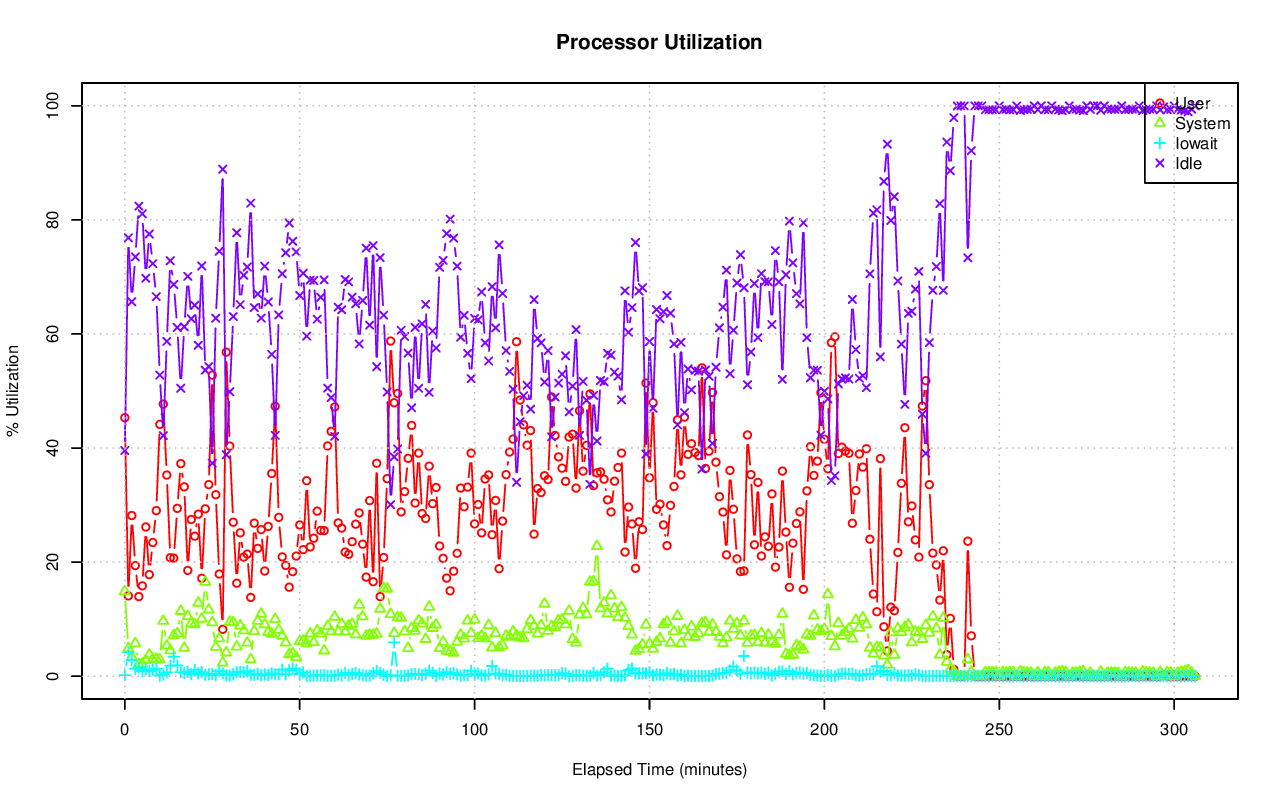 Processor Utilization
User
System
Iowait
Idle
% Utilization
100
80
60
40
20
0
0 50 100 150 200 250 300
Elapsed Time (minutes)